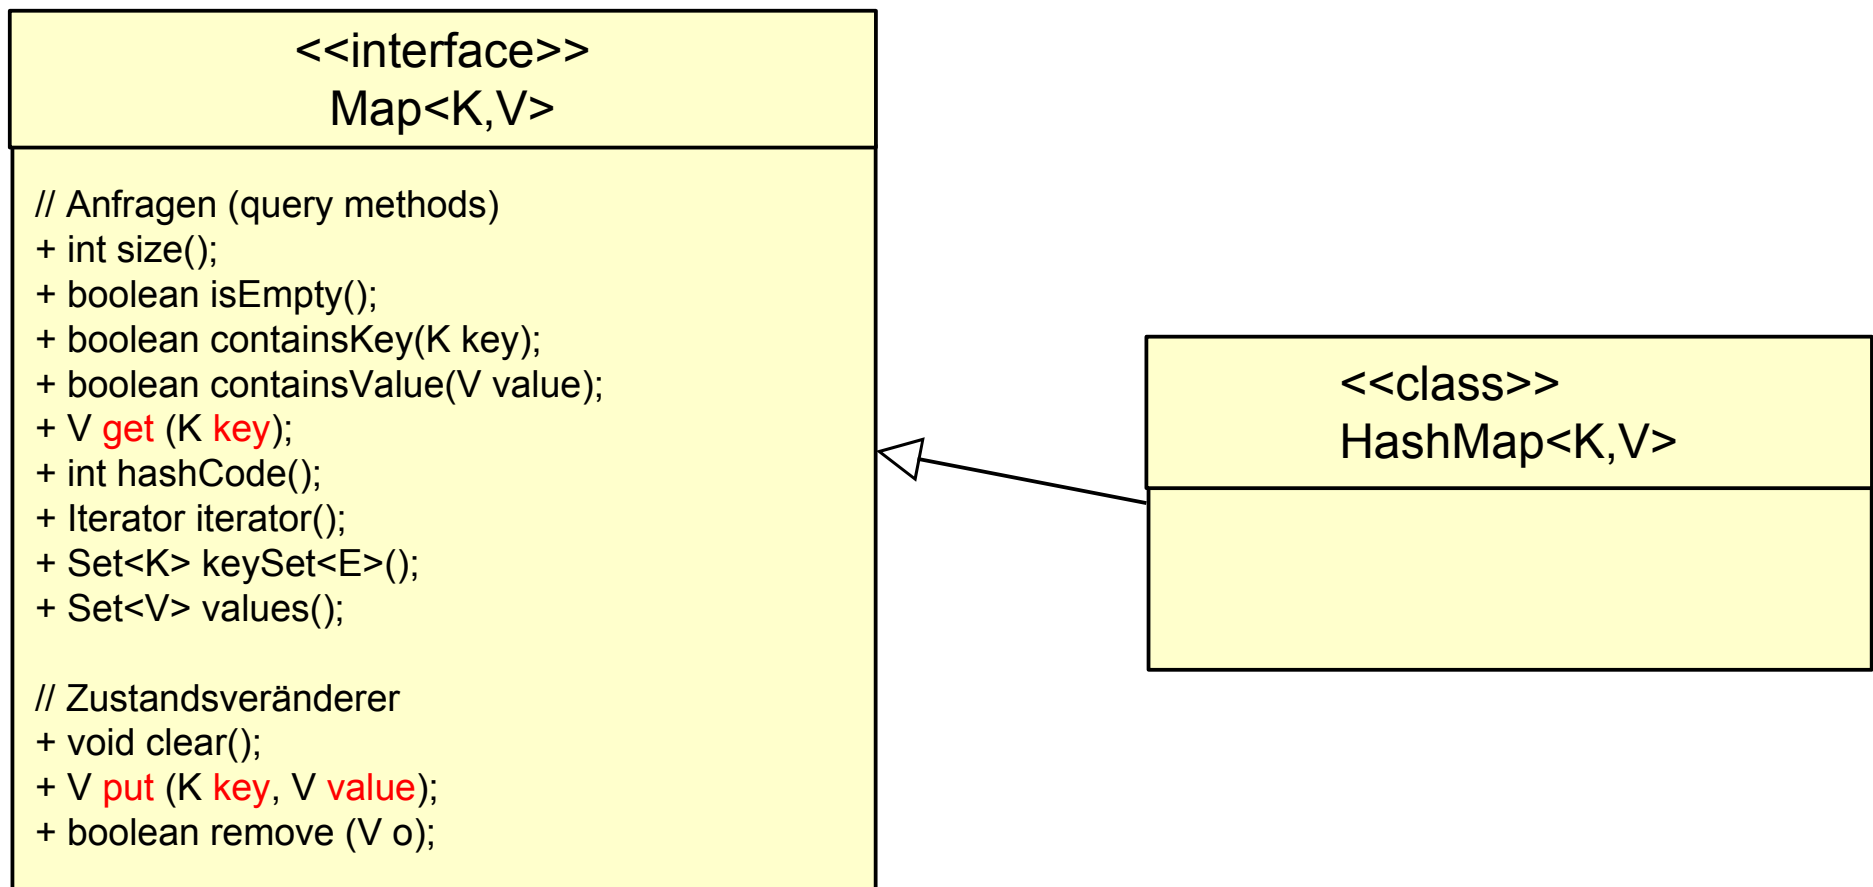 <<interface>>
Map<K,V>
// Anfragen (query methods)
+ int size();
+ boolean isEmpty();
+ boolean containsKey(K key);
+ boolean containsValue(V value);
+ V get (K key);
+ int hashCode();
+ Iterator iterator();
+ Set<K> keySet<E>();
+ Set<V> values();
// Zustandsveränderer
+ void clear();
+ V put (K key, V value);
+ boolean remove (V o);
<<class>>
HashMap<K,V>